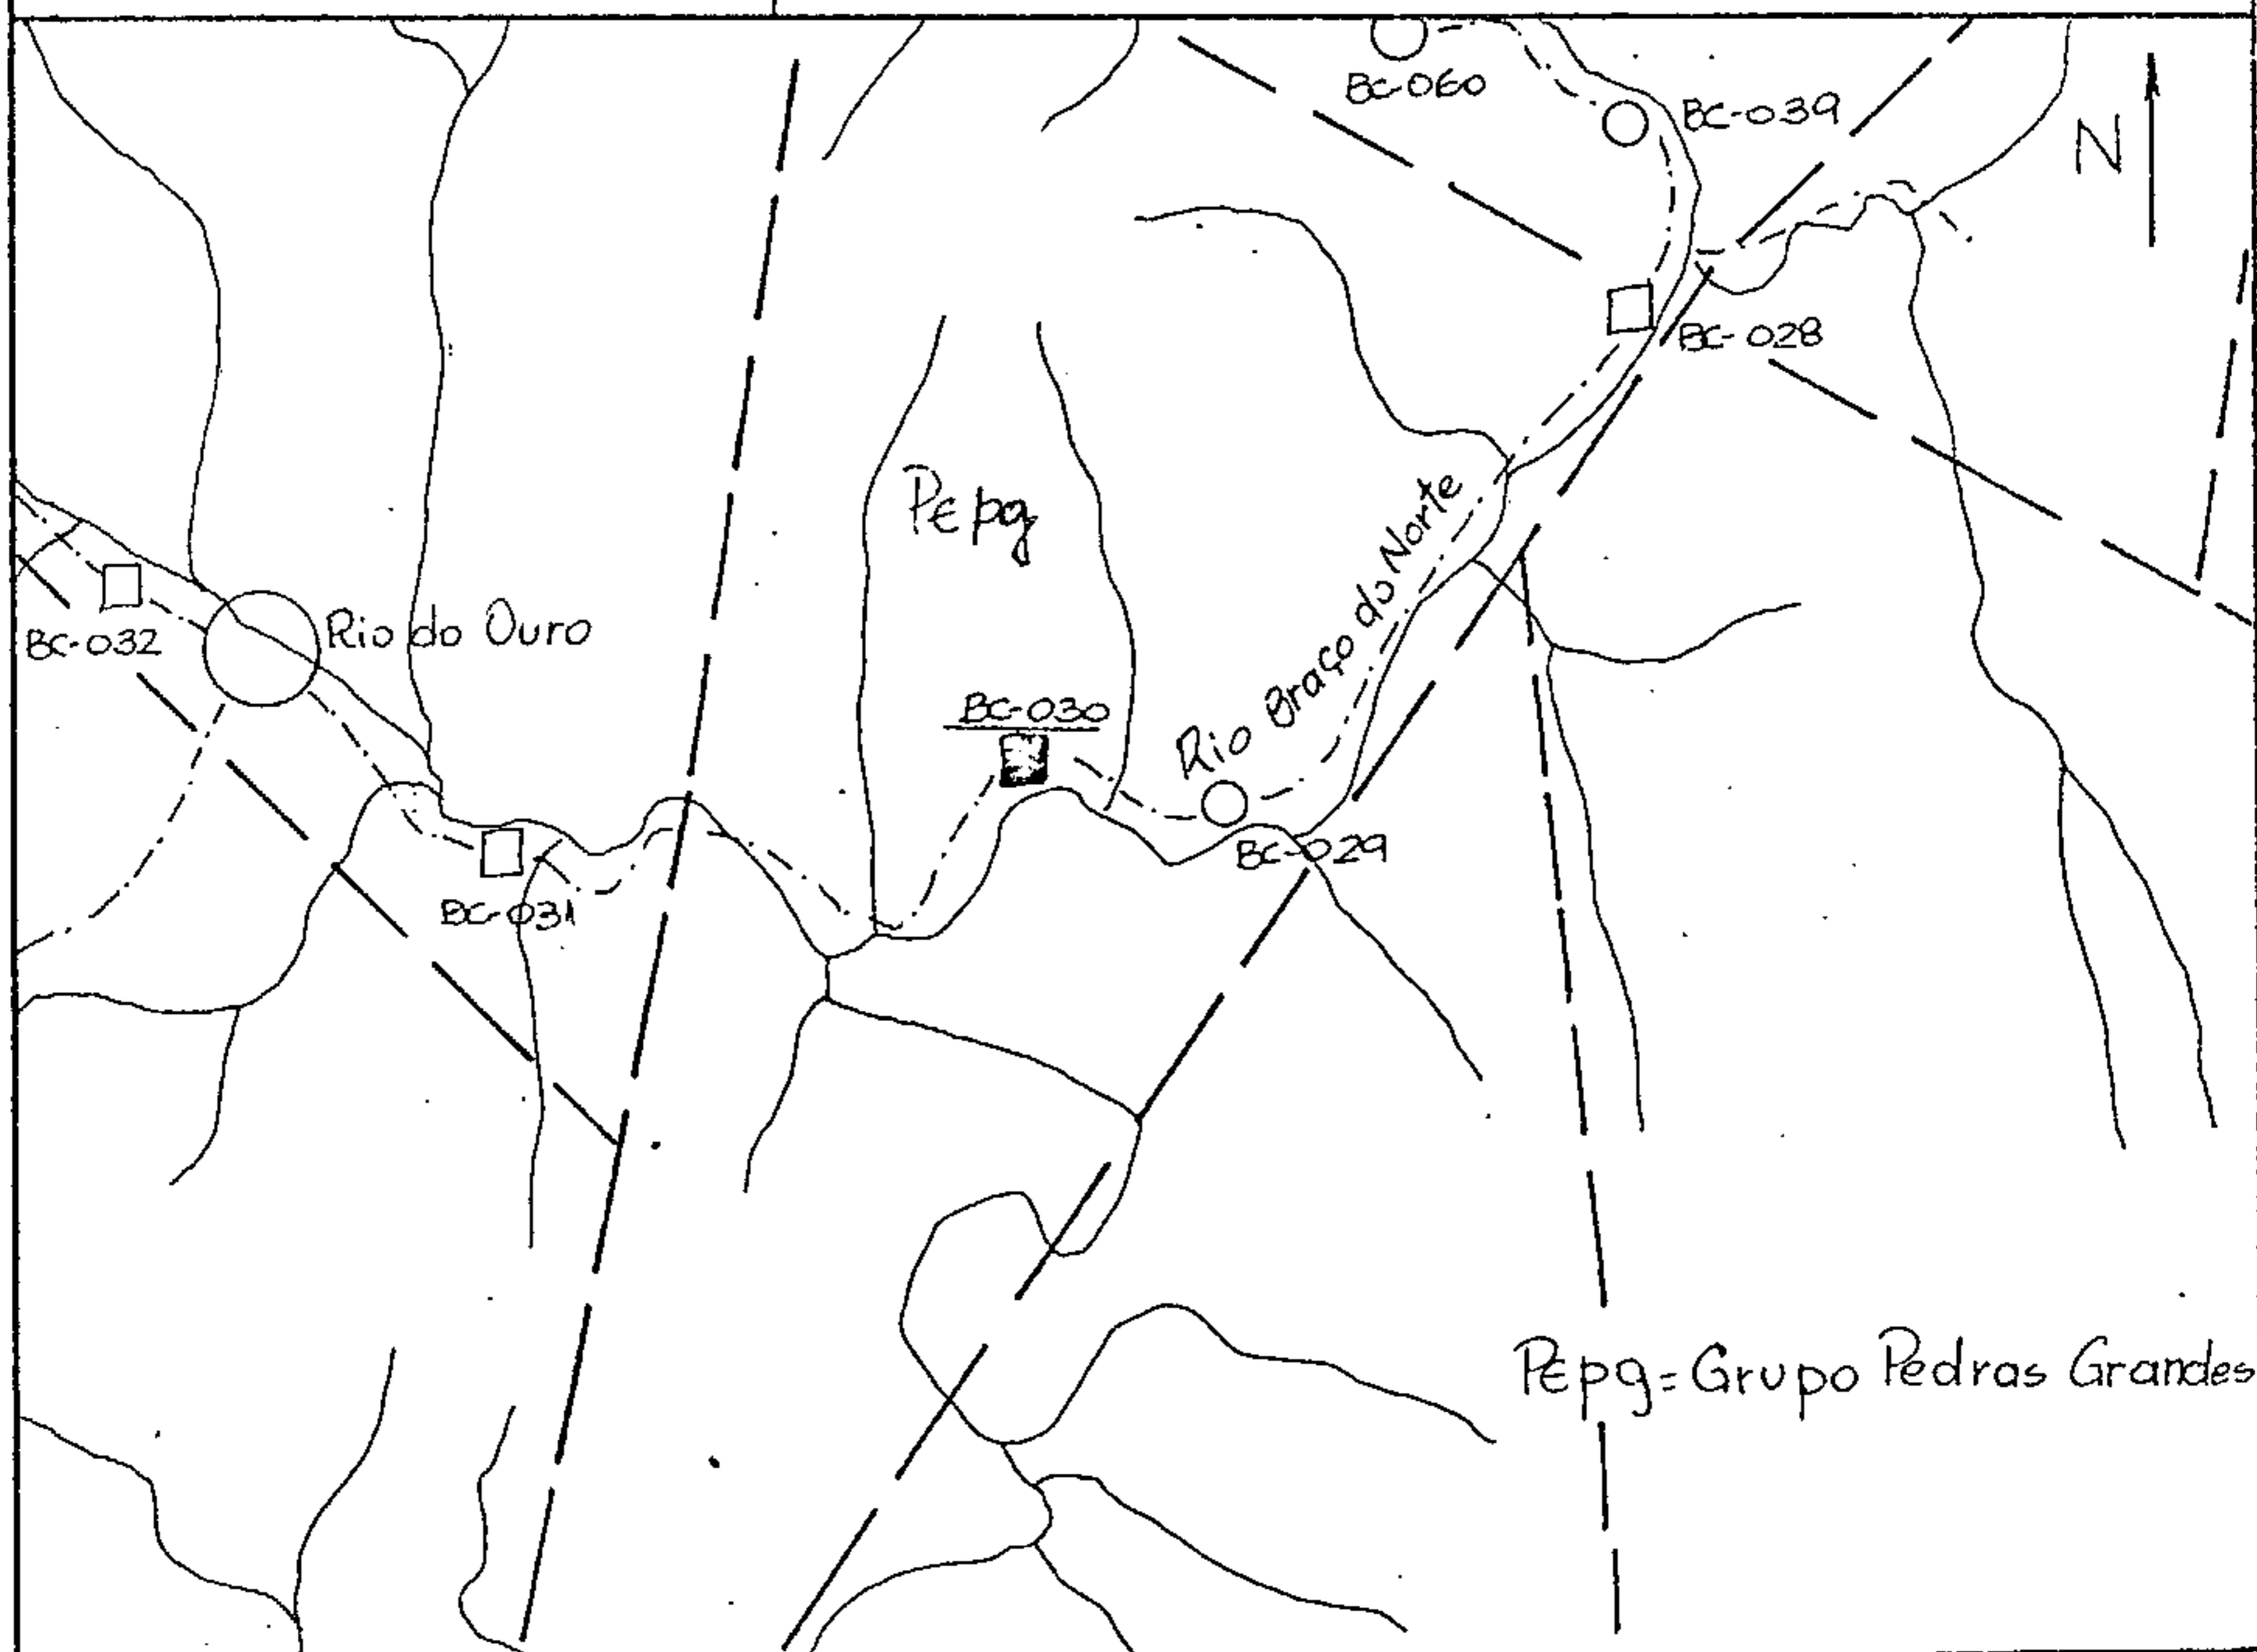 BC-060
BC-039
N
BC-028
PЄpg
Rio Braço do Norte
BC-032
Rio do Ouro
BC-030
BC-029
BC-031
PЄpg = Grupo Pedras Grandes